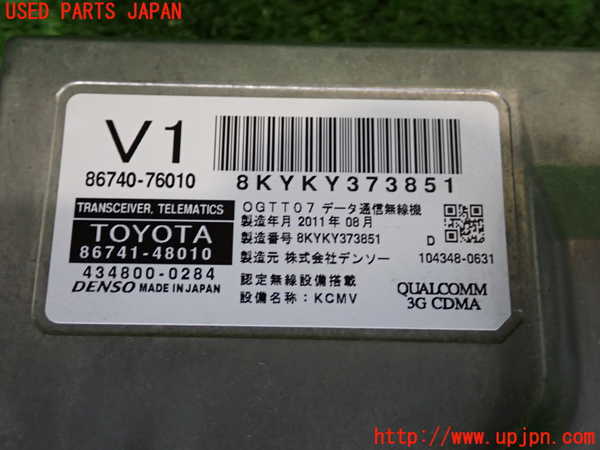 USED PARTS JAPAN
V1
86740-76010
8KYKY373851
TRANSCEIVER, TELEMATICS
TOYOTA
86741-48010
434800-0284
DENSO MADE IN JAPAN
OGTT07 データ通信無線機
製造年月 2011年 08月
製造番号 8KYKY373851
製造元 株式会社デンソー
認定無線設備搭載
設備名称:KCMV
D
104348-0631
QUALCOMM
3G CDMA
http://www.upjpn.com/